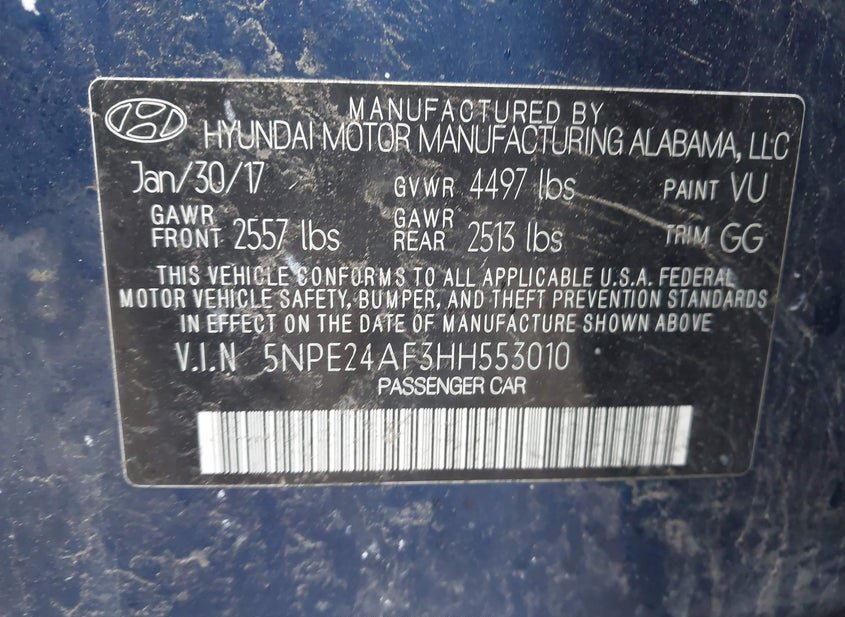 MANUFACTURED BY
HYUNDAI MOTOR MANUFACTURING ALABAMA, LLC
Jan/30/17 GVWR 4497 lbs PAINT VU
GAWR FRONT 2557 lbs GAWR REAR 2513 lbs TRIM GG
THIS VEHICLE CONFORMS TO ALL APPLICABLE U.S.A. FEDERAL
MOTOR VEHICLE SAFETY, BUMPER, AND THEFT PREVENTION STANDARDS
IN EFFECT ON THE DATE OF MANUFACTURE SHOWN ABOVE
V.I.N 5NPE24AF3HH553010
PASSENGER CAR